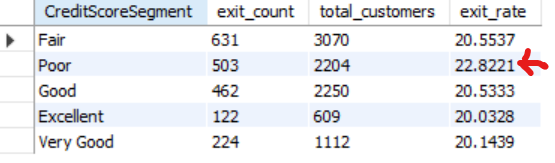 CreditScoreSegment exit_count total_customers exit_rate
Fair 631 3070 20.5537
Poor 503 2204 22.8221
Good 462 2250 20.5333
Excellent 122 609 20.0328
Very Good 224 1112 20.1439